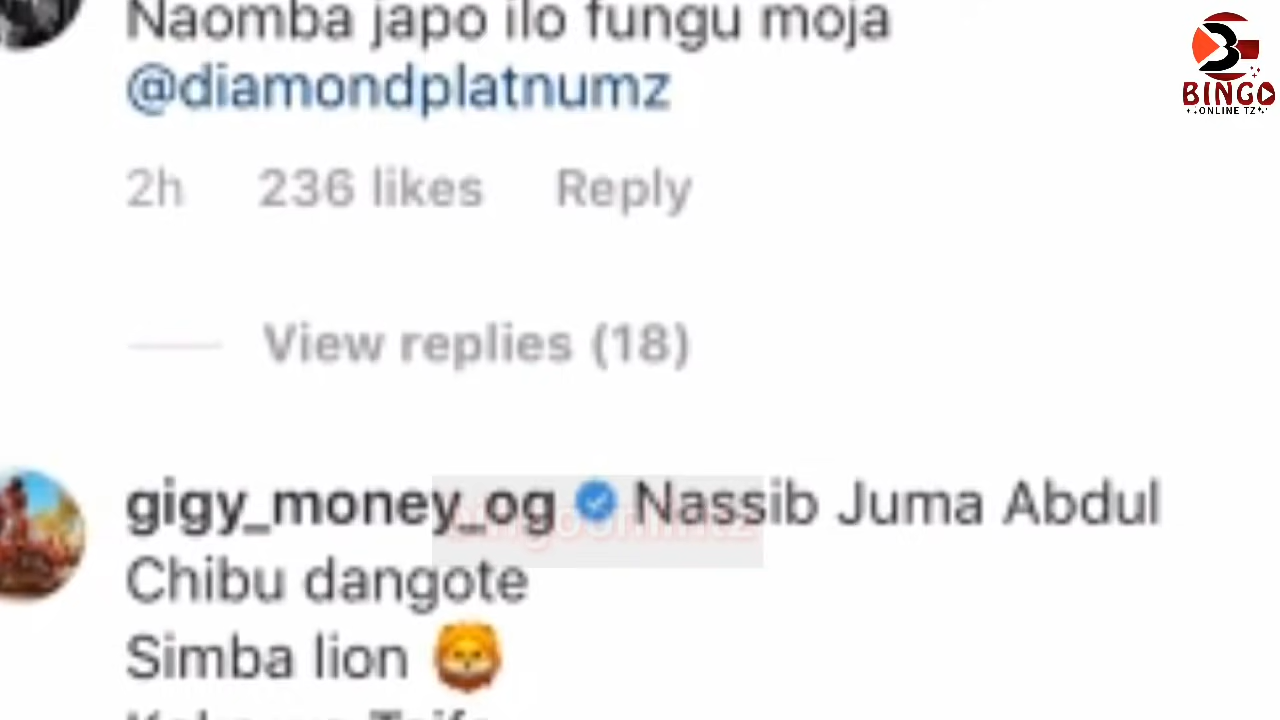 Naomba japo ilo fungu moja
@diamondplatnumz
2h 236 likes Reply
View replies (18)
gigy_money_og Nassib Juma Abdul
Chibu dangote
Simba lion
BINGO
ONLINE TZ